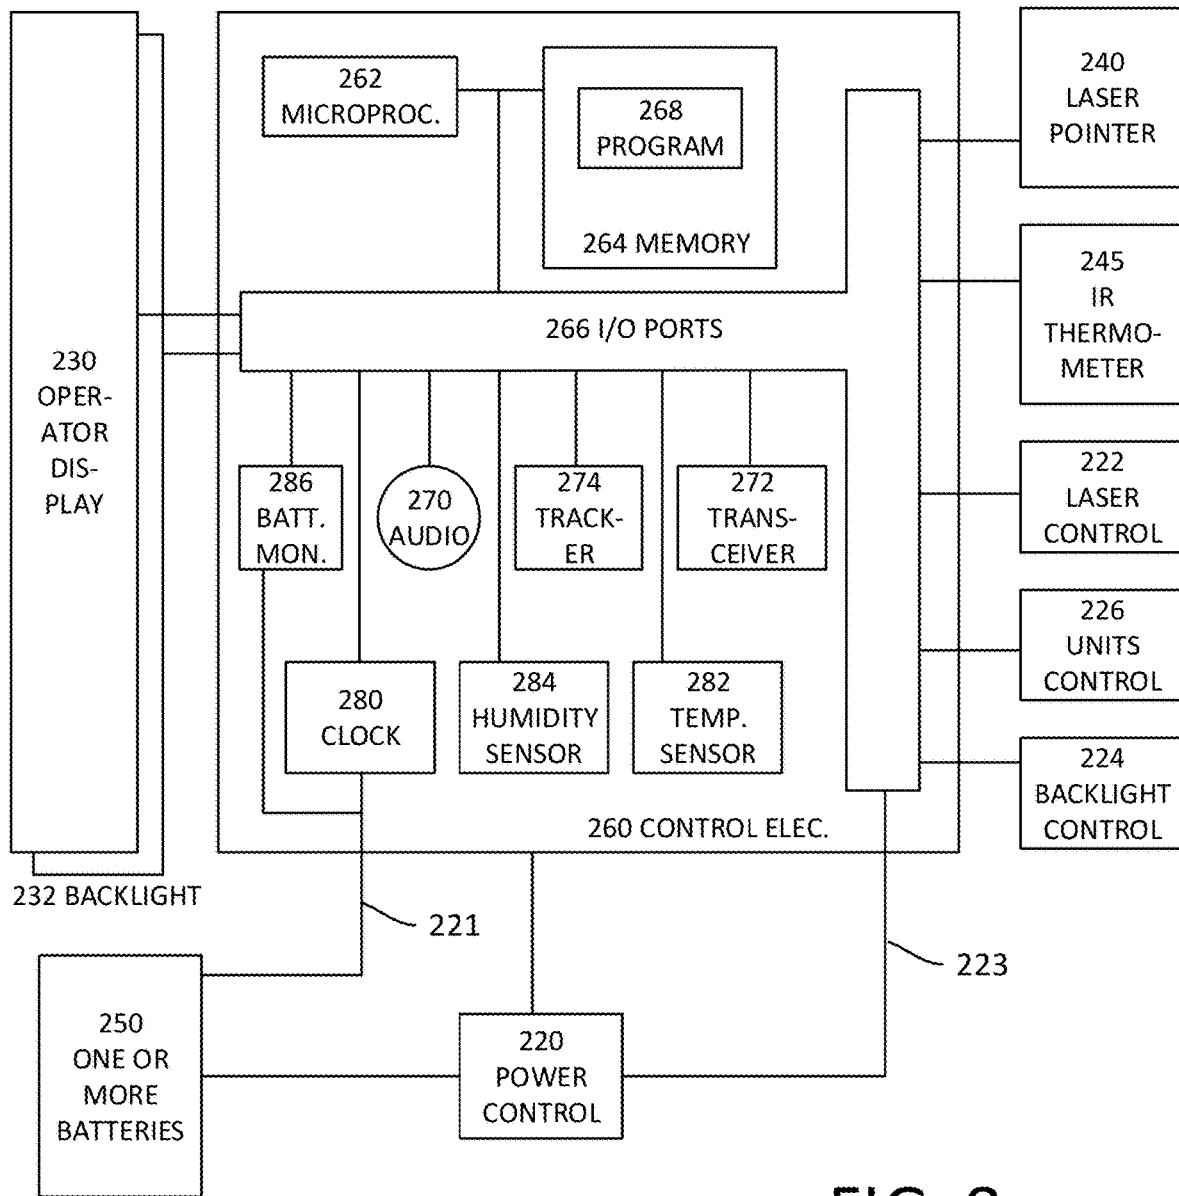 262
MICROPROC.
268
PROGRAM
264 MEMORY
240
LASER
POINTER
266 I/O PORTS
245
IR
THERMO-
METER
230
OPER-
ATOR
DIS-
PLAY
286
BATT.
MON.
270
AUDIO
274
TRACK-
ER
272
TRANS-
CEIVER
222
LASER
CONTROL
280
CLOCK
284
HUMIDITY
SENSOR
282
TEMP.
SENSOR
226
UNITS
CONTROL
224
BACKLIGHT
CONTROL
260 CONTROL ELEC.
232 BACKLIGHT
221
223
250
ONE OR
MORE
BATTERIES
220
POWER
CONTROL